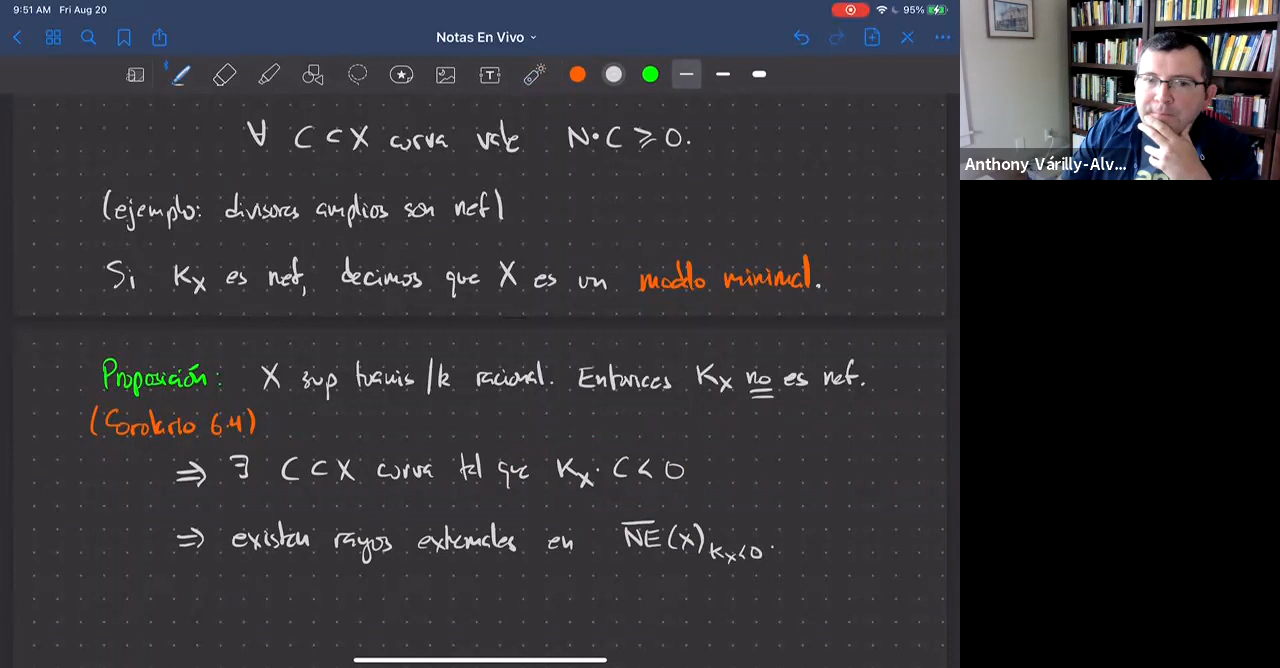 9:51 AM Fri Aug 20
95%
Notas En Vivo
∀ C ⊂ X curva vale N·C ≥ 0.
(ejemplo: divisores amplios son nef)
Si K_X es nef, decimos que X es un modelo minimal.
Proposición: X sup suavis /k racional. Entonces K_X no es nef.
(Corolario 6.4)
⇒ ∃ C ⊂ X curva tal que K_X · C < 0
⇒ existen rayos extremales en N̅E̅(X)_{K_X<0}.
Anthony Várilly-Alv...